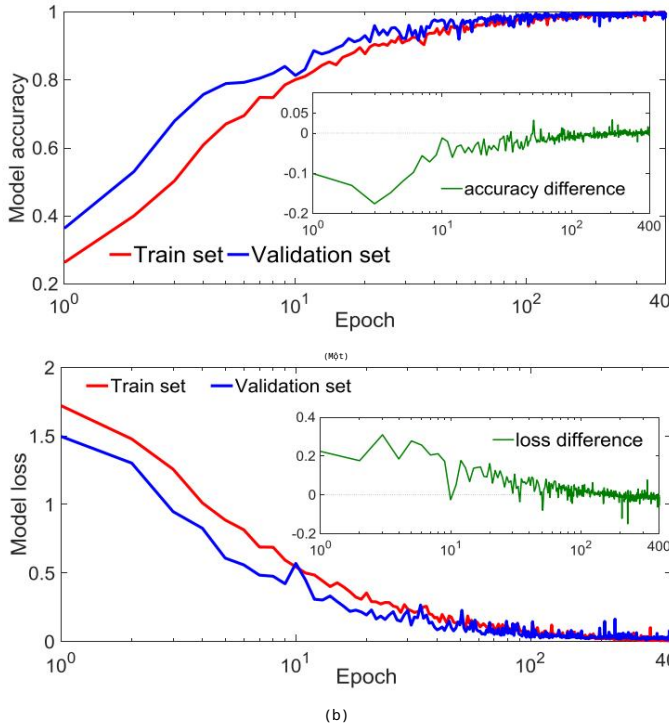 1
0.8
0.6
0.4
0.2
Model accuracy
0.05
0
-0.1
-0.2
accuracy difference
10^0 10^1 10^2 400
Train set Validation set
10^0 10^1 10^2 40
Epoch
(Một)
2
1.5
1
0.5
0
Model loss
Train set Validation set
0.4
0.2
0
-0.2
loss difference
10^0 10^1 10^2 400
10^0 10^1 10^2 40
Epoch
(b)